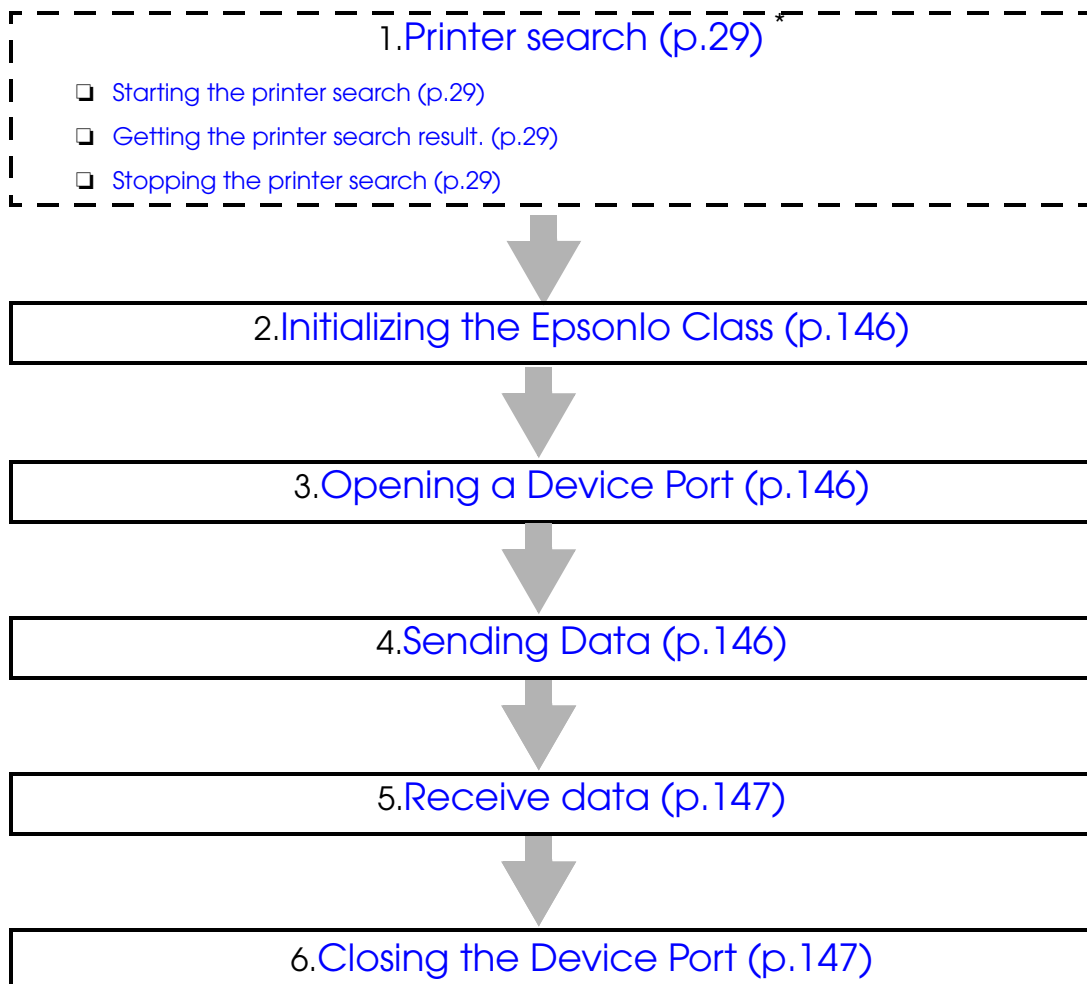 1.Printer search (p.29) *
❏ Starting the printer search (p.29)
❏ Getting the printer search result. (p.29)
❏ Stopping the printer search (p.29)
2.Initializing the EpsonIo Class (p.146)
3.Opening a Device Port (p.146)
4.Sending Data (p.146)
5.Receive data (p.147)
6.Closing the Device Port (p.147)